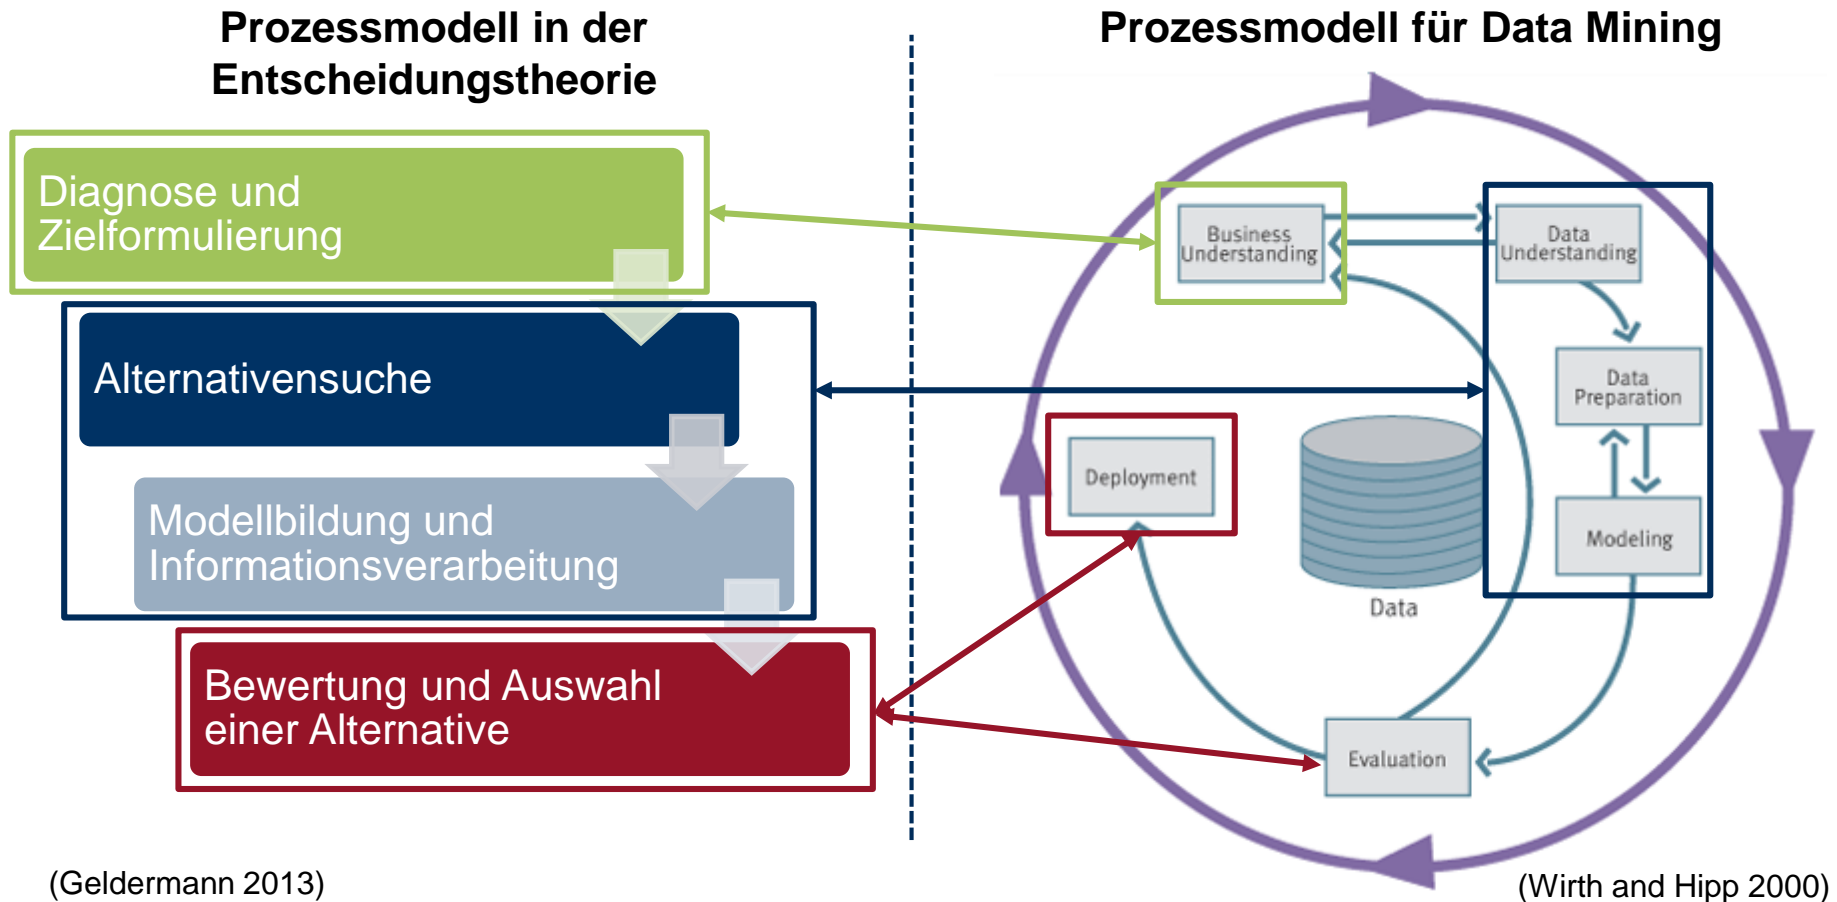 Prozessmodell in der
Entscheidungstheorie
Diagnose und
Zielformulierung
Alternativensuche
Modellbildung und
Informationsverarbeitung
Bewertung und Auswahl
einer Alternative
(Geldermann 2013)
Prozessmodell für Data Mining
Business
Understanding
Data
Understanding
Data
Preparation
Modeling
Deployment
Data
Evaluation
(Wirth and Hipp 2000)